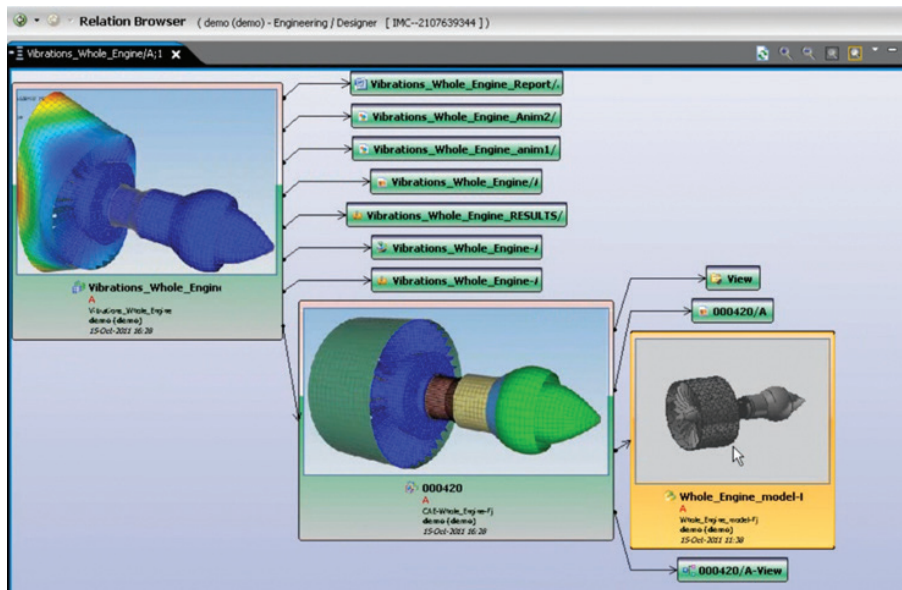 Relation Browser ( demo (demo) - Engineering / Designer [ IMC--2107639344 ] )
Vibrations_Whole_Engine/A;1
Vibrations_Whole_Engine_Report/
Vibrations_Whole_Engine_Anim2/
Vibrations_Whole_Engine_anim1/
Vibrations_Whole_Engine/
Vibrations_Whole_Engine_RESULTS/
Vibrations_Whole_Engine-
Vibrations_Whole_Engine-
Vibrations_Whole_Engin
A
Vibrations_Whole_Engine
demo (demo)
15-Oct-2011 16:28
View
000420/A
000420
A
CAE-Whole_Engine-Fj
demo (demo)
15-Oct-2011 16:28
Whole_Engine_model-
A
Whole_Engine_model-Fj
demo (demo)
15-Oct-2011 11:38
000420/A-View